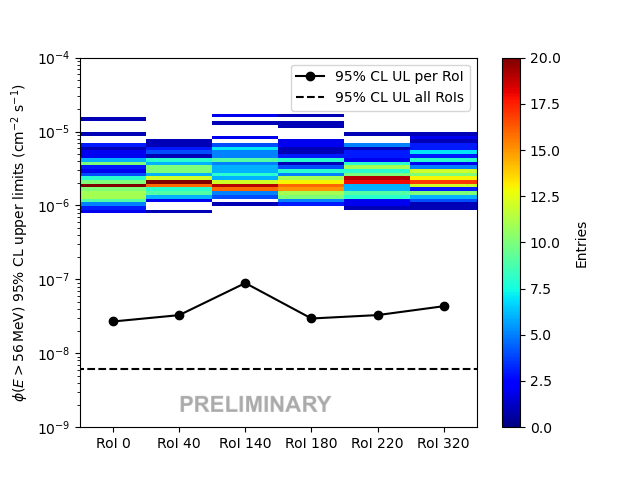 ϕ(E > 56 MeV) 95% CL upper limits (cm⁻² s⁻¹)
10⁻⁴
10⁻⁵
10⁻⁶
10⁻⁷
10⁻⁸
10⁻⁹
95% CL UL per RoI
95% CL UL all RoIs
PRELIMINARY
RoI 0 RoI 40 RoI 140 RoI 180 RoI 220 RoI 320
20.0
17.5
15.0
12.5
10.0
7.5
5.0
2.5
0.0
Entries